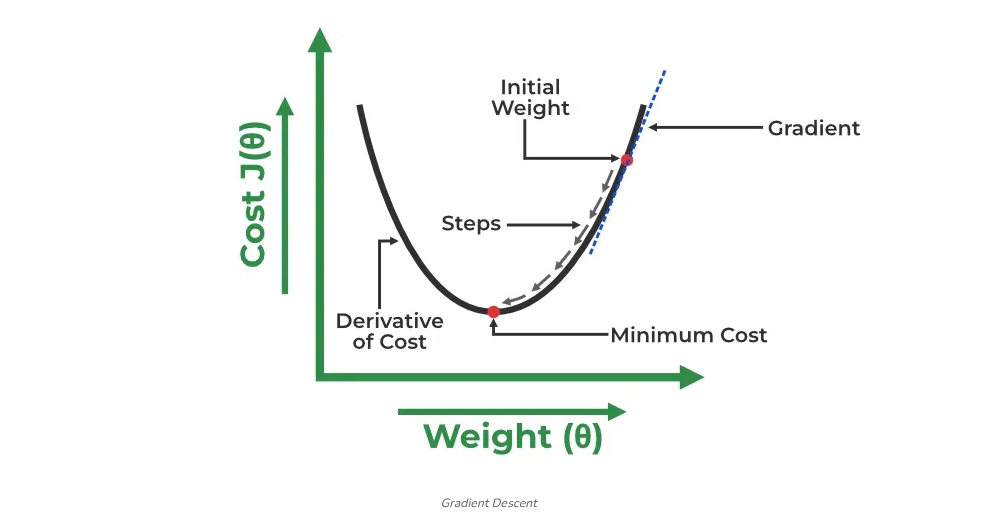 Initial
Weight
Gradient
Cost J(θ)
Steps
Derivative
of Cost
Minimum Cost
Weight (θ)
Gradient Descent